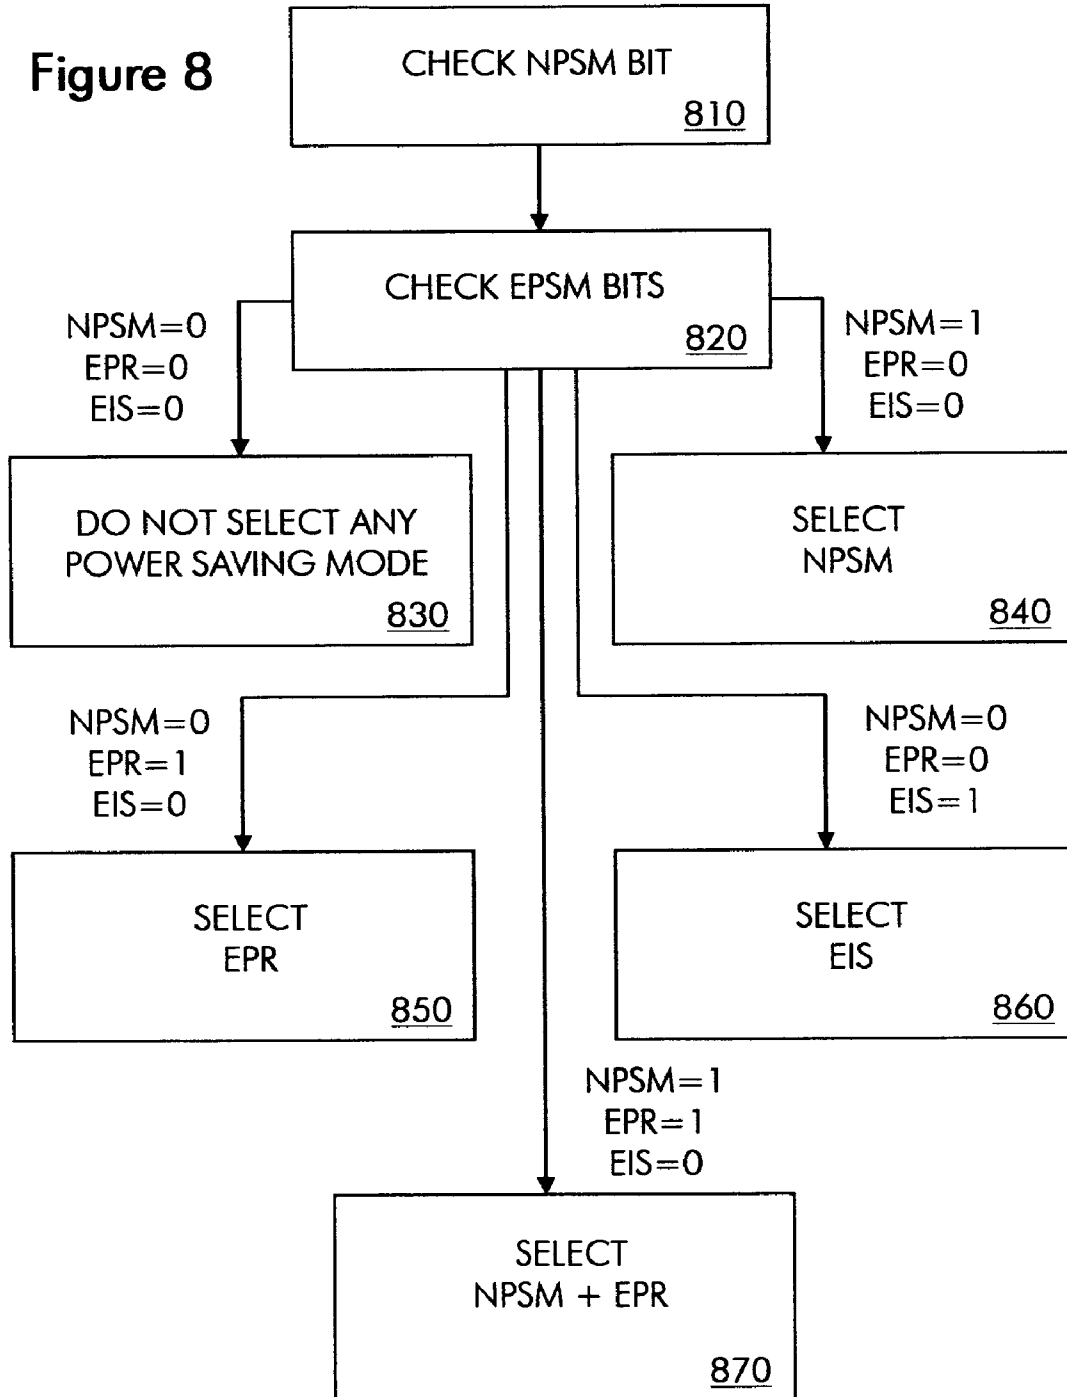 Figure 8
CHECK NPSM BIT
810
CHECK EPSM BITS
820
NPSM=0
EPR=0
EIS=0
NPSM=1
EPR=0
EIS=0
DO NOT SELECT ANY
POWER SAVING MODE
830
SELECT
NPSM
840
NPSM=0
EPR=1
EIS=0
NPSM=0
EPR=0
EIS=1
SELECT
EPR
850
SELECT
EIS
860
NPSM=1
EPR=1
EIS=0
SELECT
NPSM + EPR
870